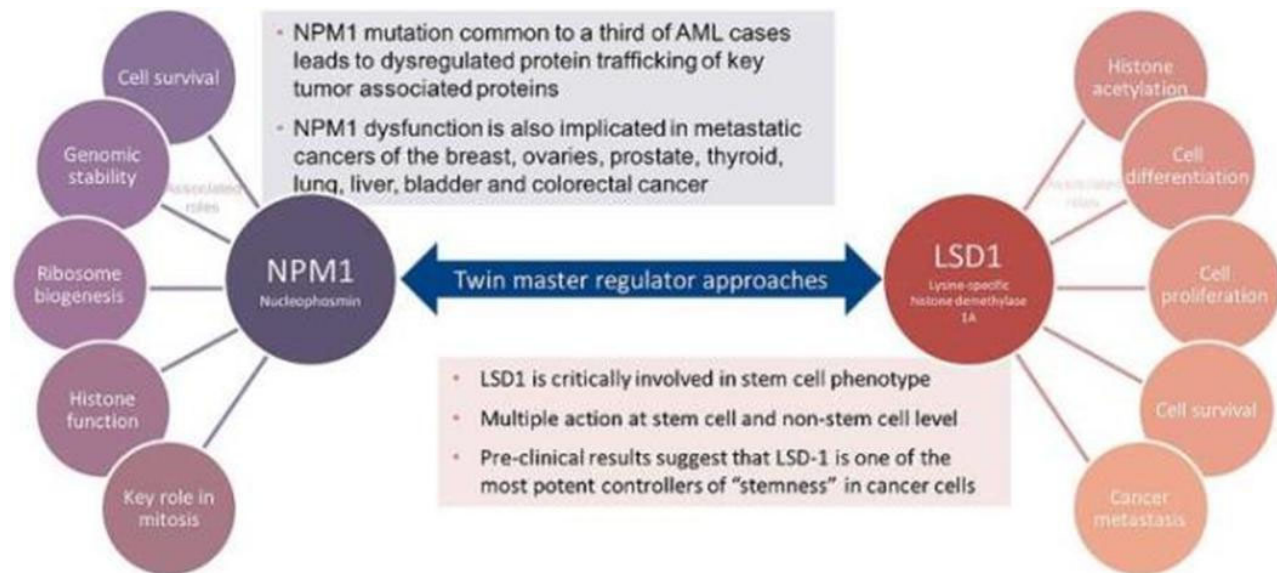 Cell survival
Genomic
stability
Ribosome
biogenesis
Histone
function
Key role in
mitosis
Associated
roles
NPM1
Nucleophosmin
• NPM1 mutation common to a third of AML cases
leads to dysregulated protein trafficking of key
tumor associated proteins
• NPM1 dysfunction is also implicated in metastatic
cancers of the breast, ovaries, prostate, thyroid,
lung, liver, bladder and colorectal cancer
Twin master regulator approaches
• LSD1 is critically involved in stem cell phenotype
• Multiple action at stem cell and non-stem cell level
• Pre-clinical results suggest that LSD-1 is one of the
most potent controllers of “stemness” in cancer cells
LSD1
Lysine-specific
histone demethylase
1A
Associated
roles
Histone
acetylation
Cell
differentiation
Cell
proliferation
Cell survival
Cancer
metastasis